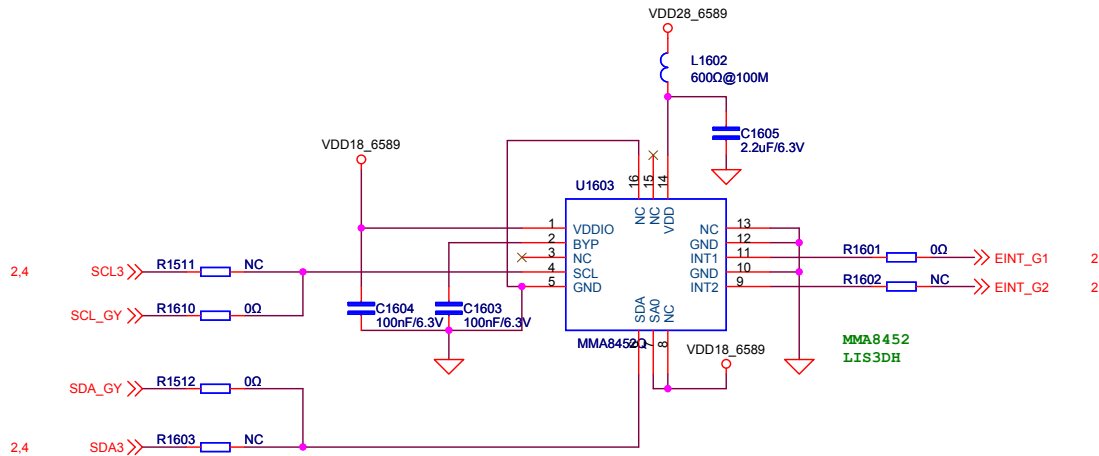 VDD28_6589
L1602
600Ω@100M
C1605
2.2uF/6.3V
VDD18_6589
U1603
16 15 14
NC NC VDD
1 VDDIO NC 13
2 BYP GND 12
3 NC INT1 11
4 SCL GND 10
5 GND INT2 9
SDA SA0 NC
6 7 8
MMA8452Q
R1601 0Ω EINT_G1 2
R1602 NC EINT_G2 2
2,4 SCL3 R1511 NC
SCL_GY R1610 0Ω
C1604
100nF/6.3V
C1603
100nF/6.3V
VDD18_6589
MMA8452
LIS3DH
SDA_GY R1512 0Ω
2,4 SDA3 R1603 NC